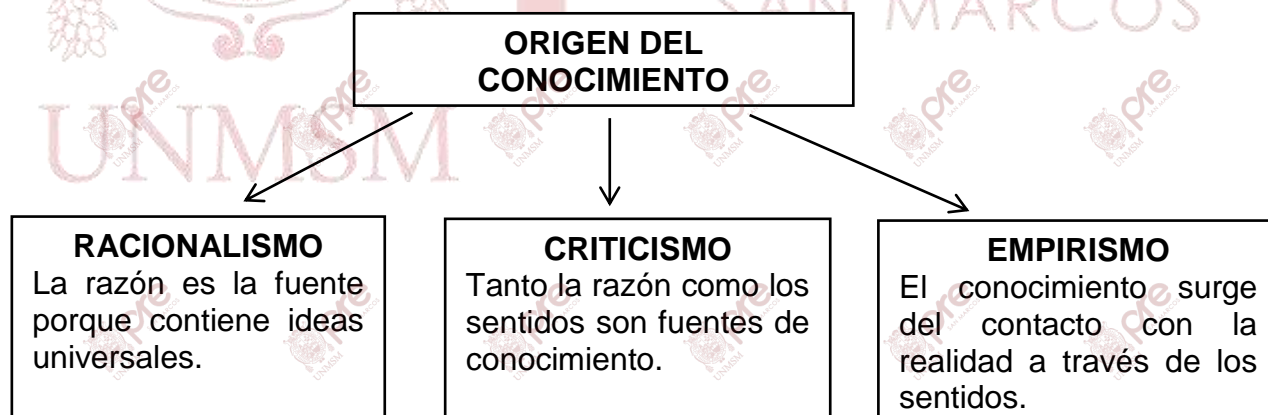 SAN MARCOS
ORIGEN DEL
CONOCIMIENTO
UNMSM
RACIONALISMO
La razón es la fuente
porque contiene ideas
universales.
CRITICISMO
Tanto la razón como los
sentidos son fuentes de
conocimiento.
EMPIRISMO
El conocimiento surge
del contacto con la
realidad a través de los
sentidos.